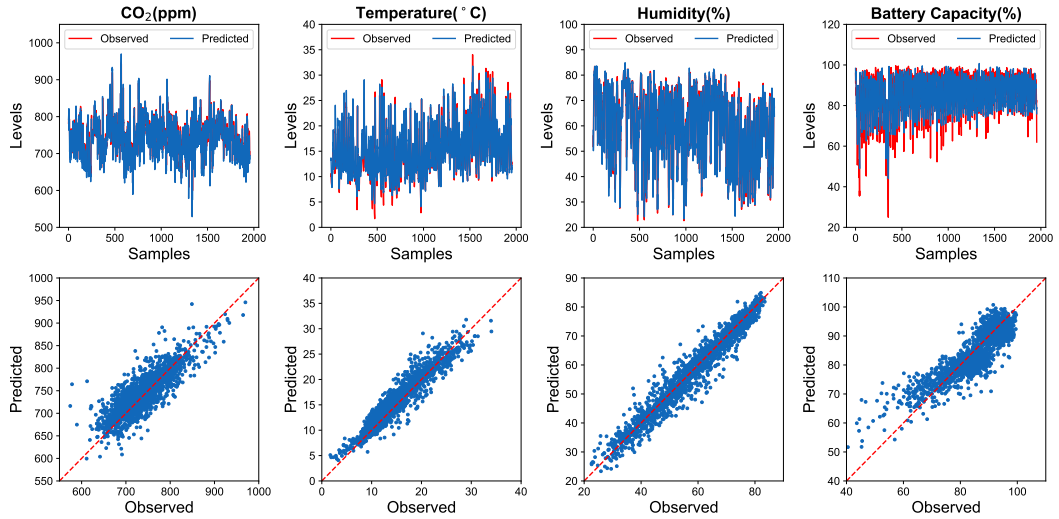 CO₂(ppm)
Observed Predicted
Levels
1000
900
800
700
600
500
0 500 1000 1500 2000
Samples
Temperature(°C)
Observed Predicted
Levels
40
35
30
25
20
15
10
5
0
0 500 1000 1500 2000
Samples
Humidity(%)
Observed Predicted
Levels
100
90
80
70
60
50
40
30
20
0 500 1000 1500 2000
Samples
Battery Capacity(%)
Observed Predicted
Levels
120
100
80
60
40
20
0 500 1000 1500 2000
Samples
Predicted
1000
950
900
850
800
750
700
650
600
550
600 700 800 900 1000
Observed
Predicted
40
35
30
25
20
15
10
5
0
0 10 20 30 40
Observed
Predicted
90
80
70
60
50
40
30
20
20 40 60 80
Observed
Predicted
110
100
90
80
70
60
50
40
40 60 80 100
Observed